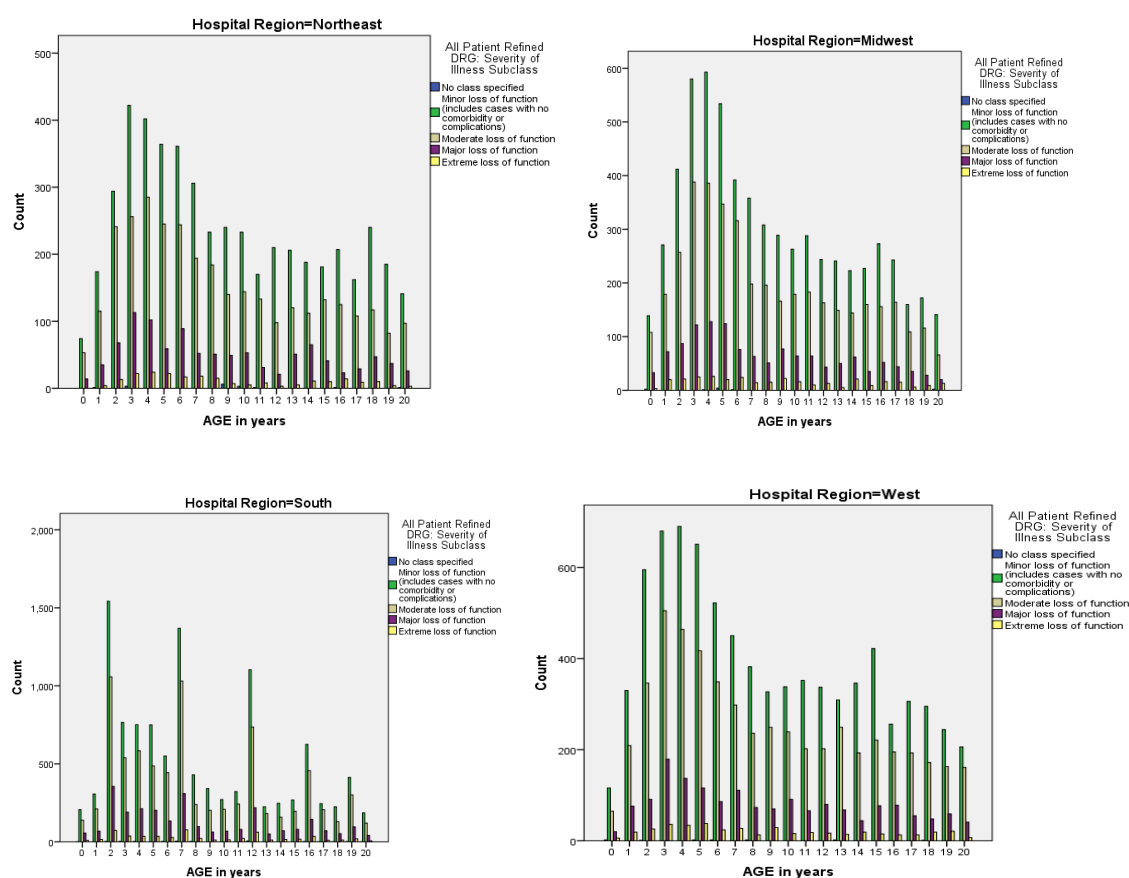 Hospital Region=Northeast
All Patient Refined
DRG: Severity of
Illness Subclass
No class specified
Minor loss of function
(includes cases with no
comorbidity or
complications)
Moderate loss of function
Major loss of function
Extreme loss of function
500
400
300
200
100
0
Count
0 1 2 3 4 5 6 7 8 9 10 11 12 13 14 15 16 17 18 19 20
AGE in years
Hospital Region=Midwest
All Patient Refined
DRG: Severity of
Illness Subclass
No class specified
Minor loss of function
(includes cases with no
comorbidity or
complications)
Moderate loss of function
Major loss of function
Extreme loss of function
600
500
400
300
200
100
0
Count
0 1 2 3 4 5 6 7 8 9 10 11 12 13 14 15 16 17 18 19 20
AGE in years
Hospital Region=South
All Patient Refined
DRG: Severity of
Illness Subclass
No class specified
Minor loss of function
(includes cases with no
comorbidity or
complications)
Moderate loss of function
Major loss of function
Extreme loss of function
2,000
1,500
1,000
500
0
Count
0 1 2 3 4 5 6 7 8 9 10 11 12 13 14 15 16 17 18 19 20
AGE in years
Hospital Region=West
All Patient Refined
DRG: Severity of
Illness Subclass
No class specified
Minor loss of function
(includes cases with no
comorbidity or
complications)
Moderate loss of function
Major loss of function
Extreme loss of function
600
400
200
0
Count
0 1 2 3 4 5 6 7 8 9 10 11 12 13 14 15 16 17 18 19 20
AGE in years